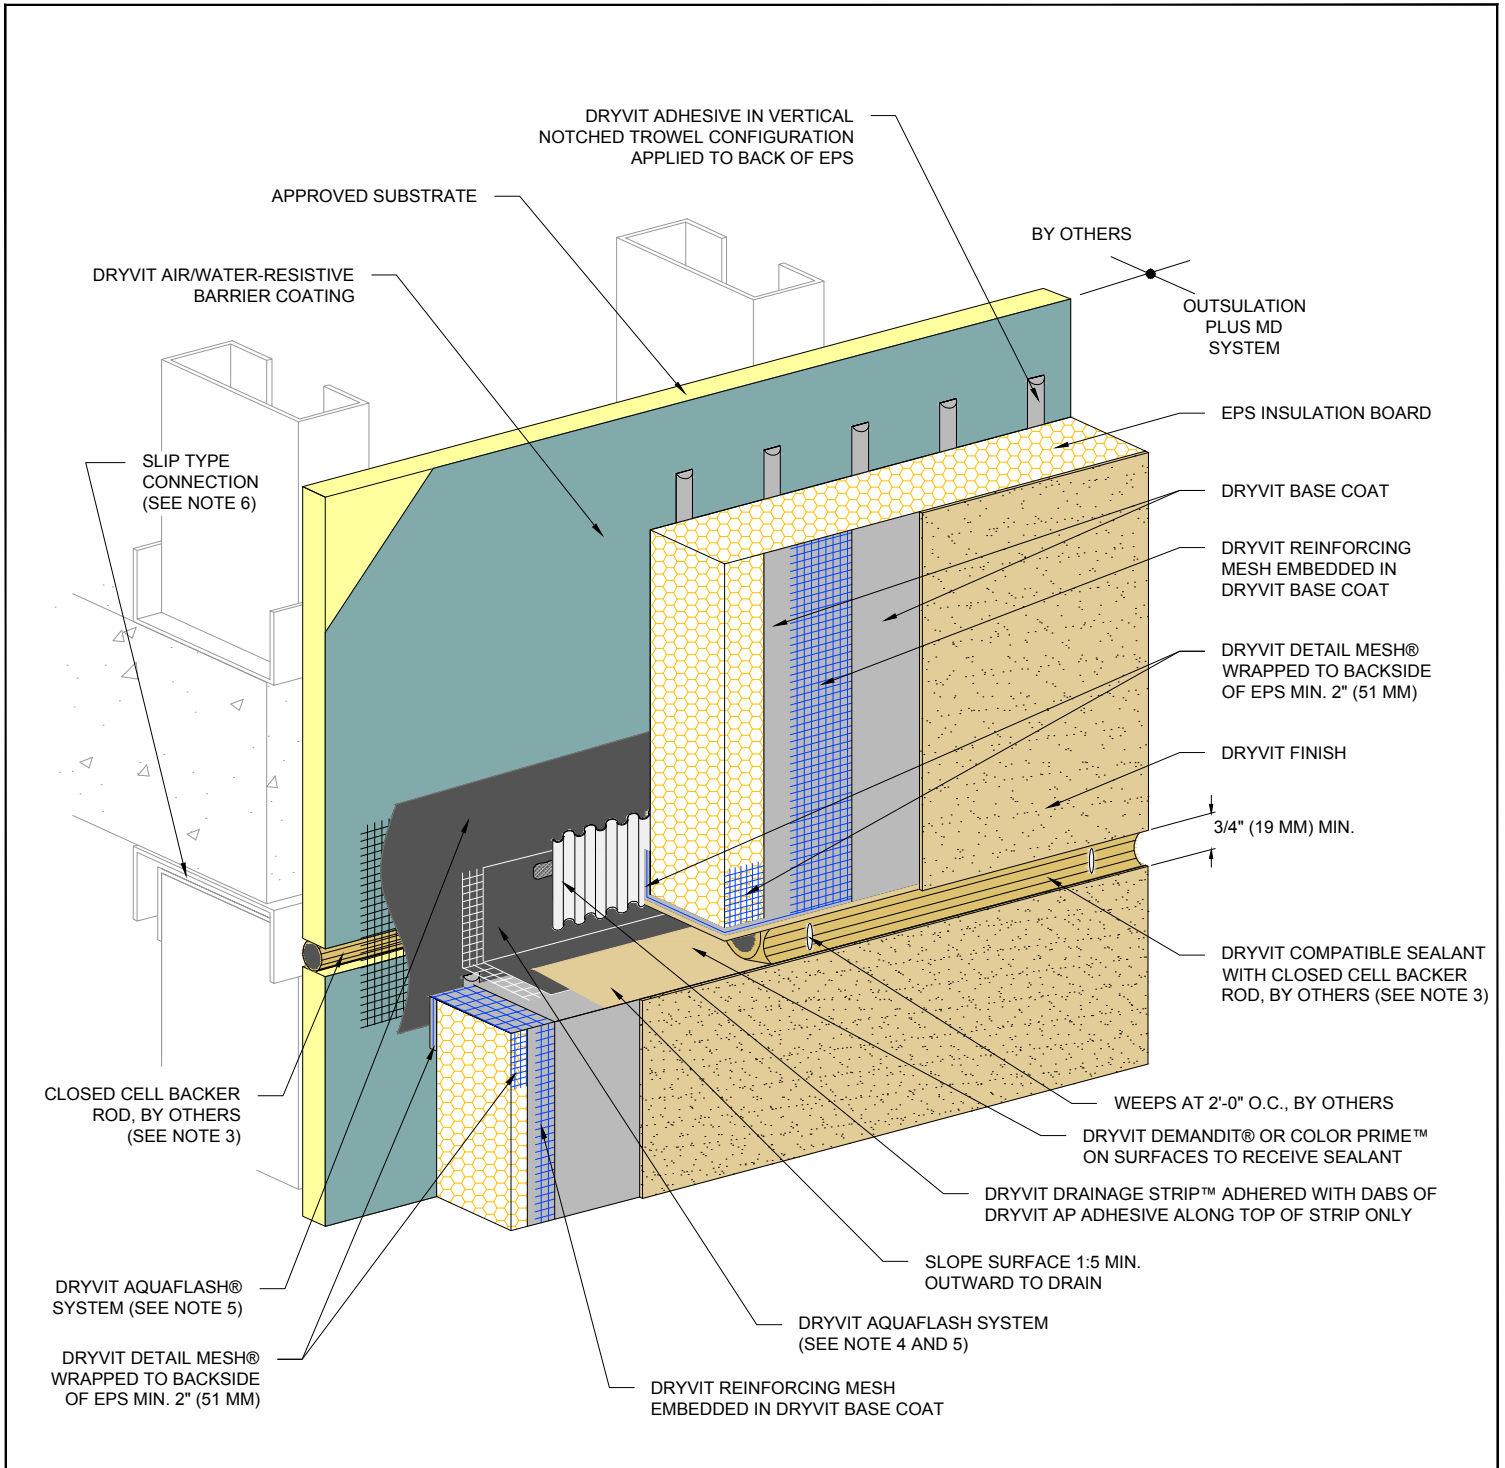 DRYVIT ADHESIVE IN VERTICAL
NOTCHED TROWEL CONFIGURATION
APPLIED TO BACK OF EPS
APPROVED SUBSTRATE
BY OTHERS
DRYVIT AIR/WATER-RESISTIVE
BARRIER COATING
OUTSULATION
PLUS MD
SYSTEM
EPS INSULATION BOARD
SLIP TYPE
CONNECTION
(SEE NOTE 6)
DRYVIT BASE COAT
DRYVIT REINFORCING
MESH EMBEDDED IN
DRYVIT BASE COAT
DRYVIT DETAIL MESH®
WRAPPED TO BACKSIDE
OF EPS MIN. 2" (51 MM)
DRYVIT FINISH
3/4" (19 MM) MIN.
DRYVIT COMPATIBLE SEALANT
WITH CLOSED CELL BACKER
ROD, BY OTHERS (SEE NOTE 3)
CLOSED CELL BACKER
ROD, BY OTHERS
(SEE NOTE 3)
WEEPS AT 2'-0" O.C., BY OTHERS
DRYVIT DEMANDIT® OR COLOR PRIME™
ON SURFACES TO RECEIVE SEALANT
DRYVIT DRAINAGE STRIP™ ADHERED WITH DABS OF
DRYVIT AP ADHESIVE ALONG TOP OF STRIP ONLY
SLOPE SURFACE 1:5 MIN.
OUTWARD TO DRAIN
DRYVIT AQUAFLASH®
SYSTEM (SEE NOTE 5)
DRYVIT AQUAFLASH SYSTEM
(SEE NOTE 4 AND 5)
DRYVIT DETAIL MESH®
WRAPPED TO BACKSIDE
OF EPS MIN. 2" (51 MM)
DRYVIT REINFORCING MESH
EMBEDDED IN DRYVIT BASE COAT